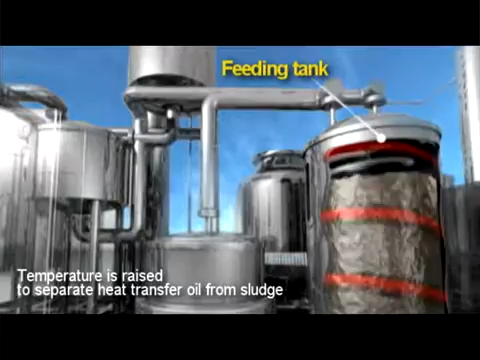 Feeding tank
Temperature is raised
to separate heat transfer oil from sludge